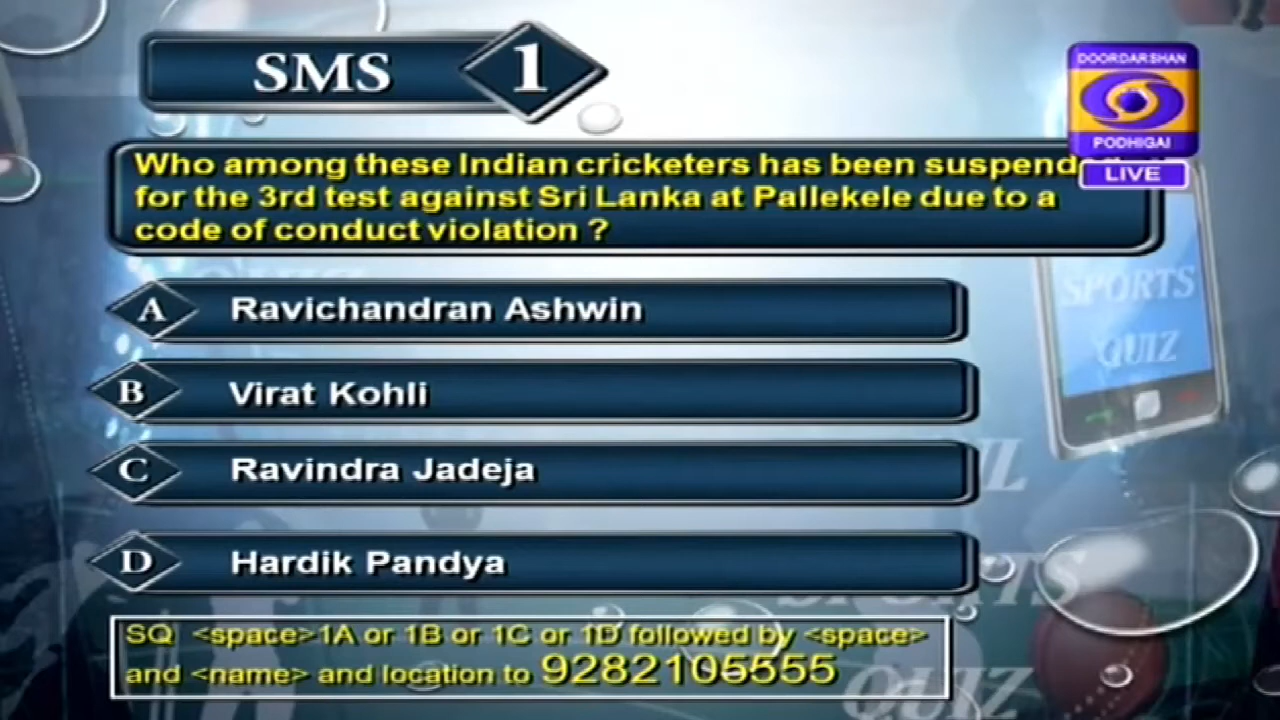 SMS 1
DOORDARSHAN
PODHIGAI
LIVE
Who among these Indian cricketers has been suspend
for the 3rd test against Sri Lanka at Pallekele due to a
code of conduct violation ?
A Ravichandran Ashwin
B Virat Kohli
C Ravindra Jadeja
D Hardik Pandya
SPORTS
QUIZ
SQ <space>1A or 1B or 1C or 1D followed by <space>
and <name> and location to 9282105555
QUIZ